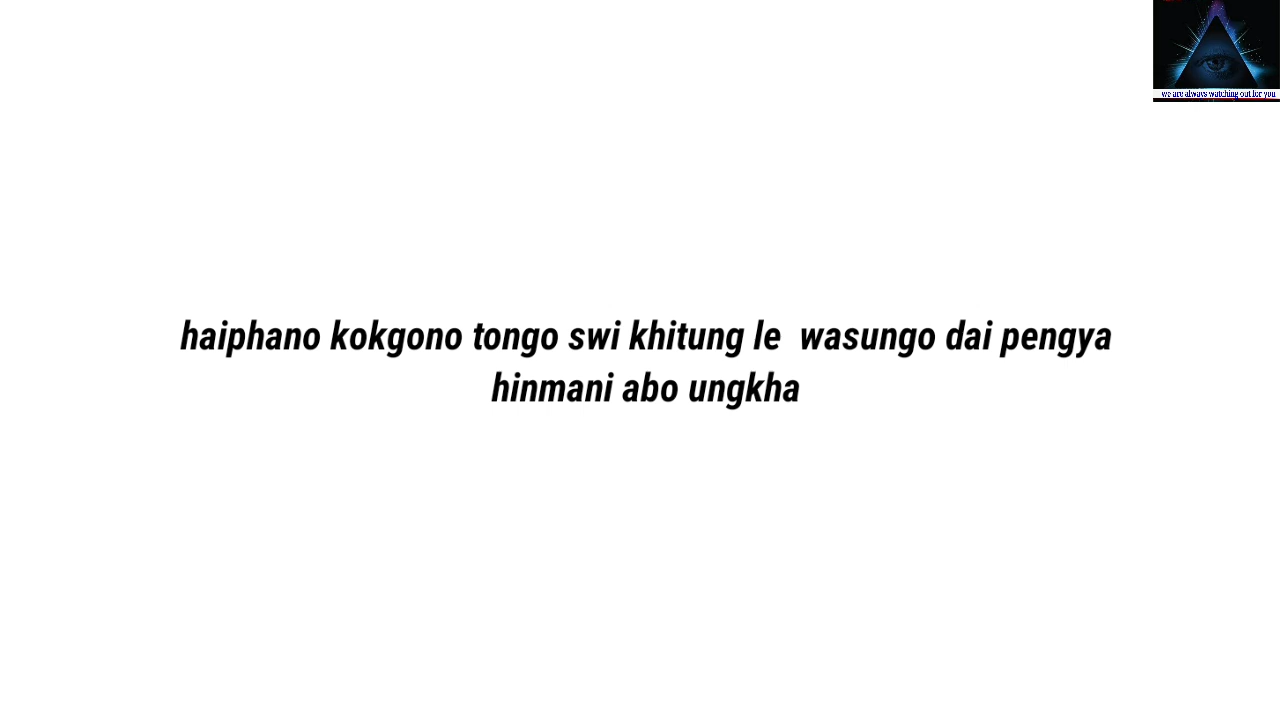 we are always watching out for you
haiphano kokgono tongo swi khitung le  wasungo dai pengya
hinmani abo ungkha